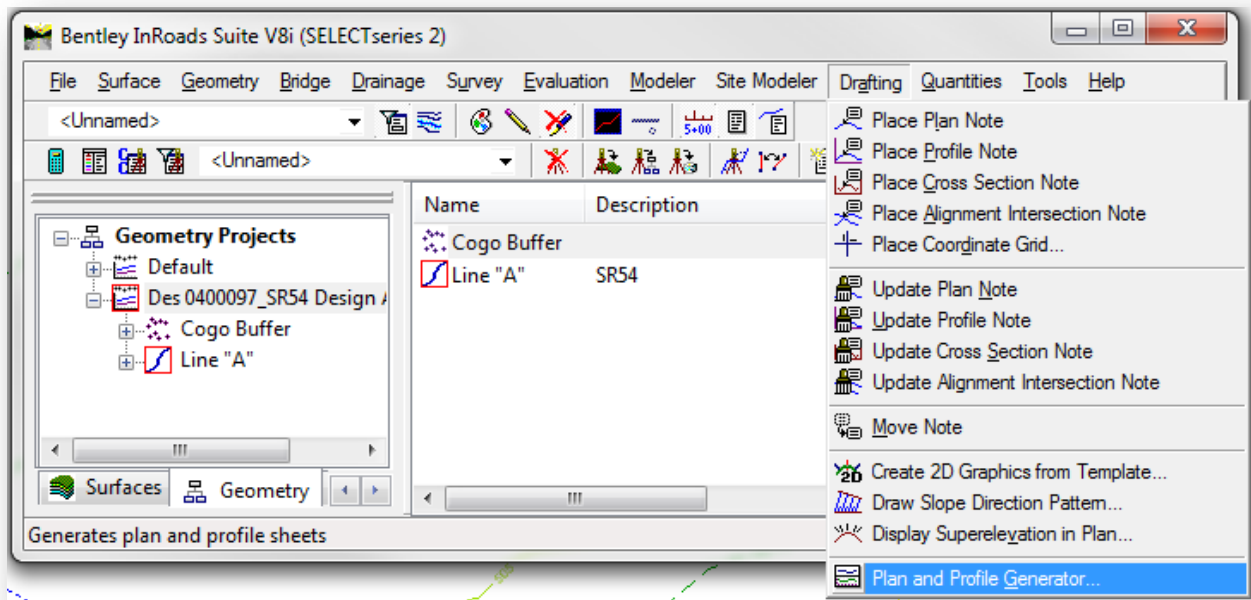 Bentley InRoads Suite V8i (SELECTseries 2)
File Surface Geometry Bridge Drainage Survey Evaluation Modeler Site Modeler Drafting Quantities Tools Help
<Unnamed>
5+00
<Unnamed>
Geometry Projects
Default
Des 0400097_SR54 Design
Cogo Buffer
Line "A"
Surfaces Geometry
Name Description
Cogo Buffer
Line "A" SR54
Generates plan and profile sheets
Place Plan Note
Place Profile Note
Place Cross Section Note
Place Alignment Intersection Note
Place Coordinate Grid...
Update Plan Note
Update Profile Note
Update Cross Section Note
Update Alignment Intersection Note
Move Note
2D Create 2D Graphics from Template...
Draw Slope Direction Pattern...
Display Superelevation in Plan...
Plan and Profile Generator...
505